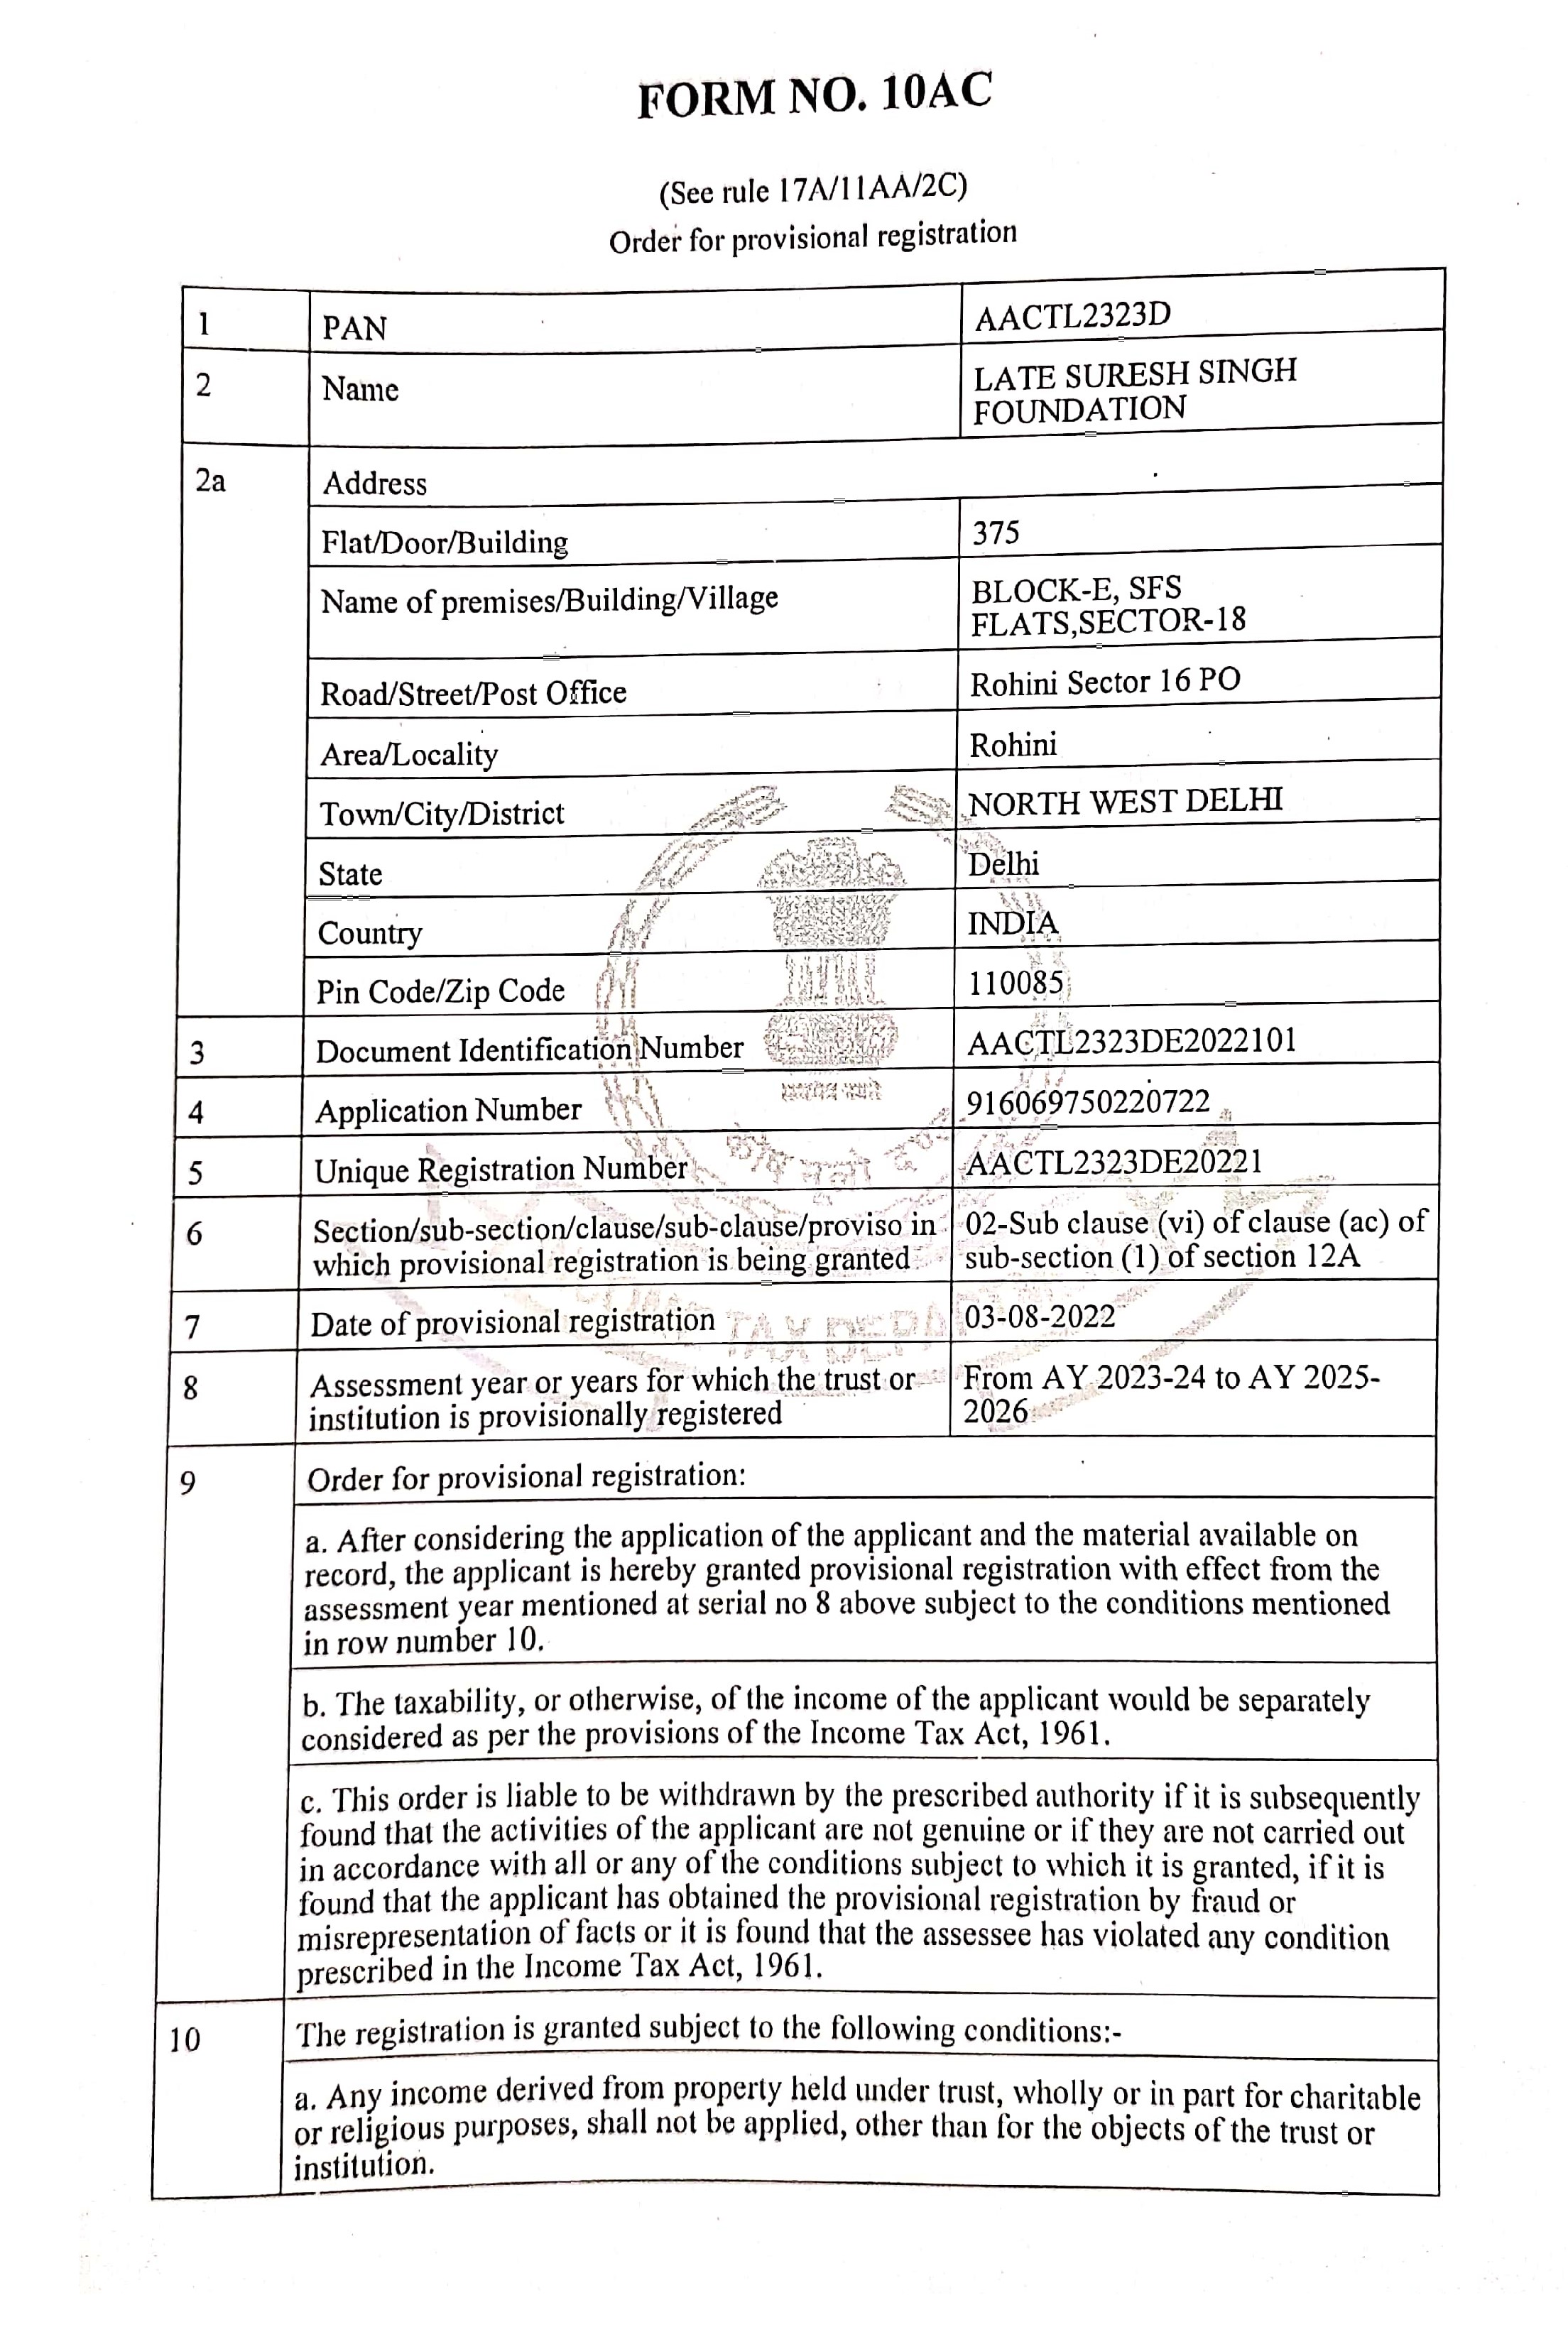 FORM NO. 10AC
(See rule 17A/11AA/2C)
Order for provisional registration
1 PAN AACTL2323D
2 Name LATE SURESH SINGH
FOUNDATION
2a Address
Flat/Door/Building 375
Name of premises/Building/Village BLOCK-E, SFS
FLATS,SECTOR-18
Road/Street/Post Office Rohini Sector 16 PO
Area/Locality Rohini
Town/City/District NORTH WEST DELHI
State Delhi
Country INDIA
Pin Code/Zip Code 110085
3 Document Identification Number AACTL2323DE2022101
4 Application Number 916069750220722
5 Unique Registration Number AACTL2323DE20221
6 Section/sub-section/clause/sub-clause/proviso in 02-Sub clause (vi) of clause (ac) of
which provisional registration is being granted sub-section (1) of section 12A
7 Date of provisional registration 03-08-2022
8 Assessment year or years for which the trust or From AY 2023-24 to AY 2025-
institution is provisionally registered 2026
9 Order for provisional registration:
a. After considering the application of the applicant and the material available on
record, the applicant is hereby granted provisional registration with effect from the
assessment year mentioned at serial no 8 above subject to the conditions mentioned
in row number 10.
b. The taxability, or otherwise, of the income of the applicant would be separately
considered as per the provisions of the Income Tax Act, 1961.
c. This order is liable to be withdrawn by the prescribed authority if it is subsequently
found that the activities of the applicant are not genuine or if they are not carried out
in accordance with all or any of the conditions subject to which it is granted, if it is
found that the applicant has obtained the provisional registration by fraud or
misrepresentation of facts or it is found that the assessee has violated any condition
prescribed in the Income Tax Act, 1961.
10 The registration is granted subject to the following conditions:-
a. Any income derived from property held under trust, wholly or in part for charitable
or religious purposes, shall not be applied, other than for the objects of the trust or
institution.